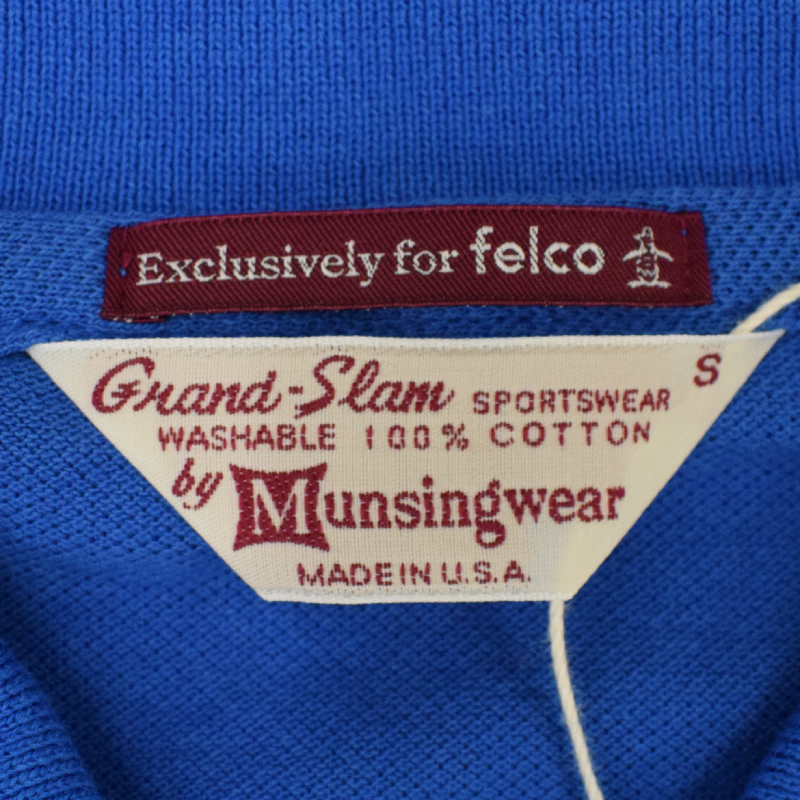 Exclusively for felco
Grand-Slam SPORTSWEAR S
WASHABLE 100% COTTON
by Munsingwear
MADE IN U.S.A.